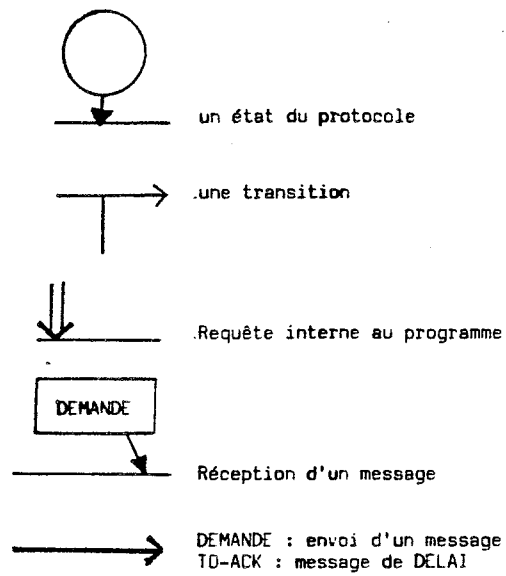 un état du protocole
une transition
Requête interne au programme
DEMANDE
Réception d'un message
DEMANDE : envoi d'un message
TD-ACK : message de DELAI